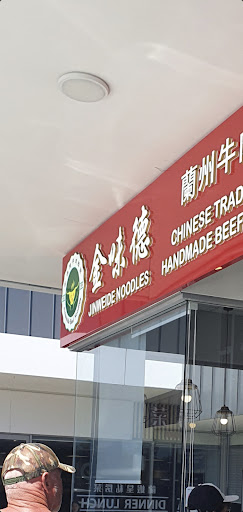 金味德
JINWEIDE NOODLES
蘭州牛
CHINESE TRAD
HANDMADE BEEF
DINNER LUNCH